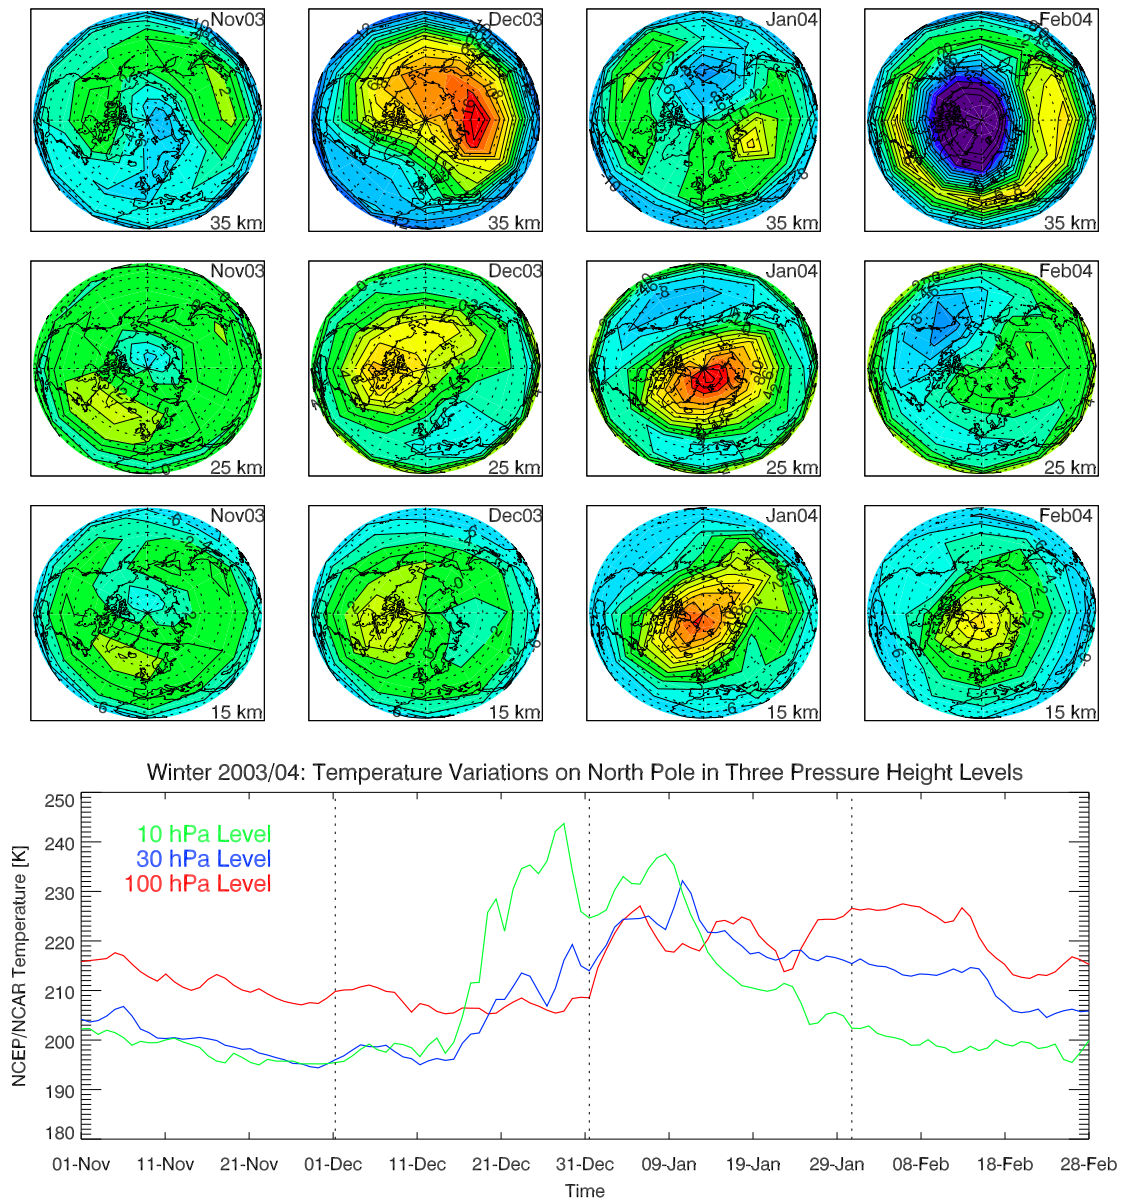 Nov03
Dec03
Jan04
Feb04
35 km
35 km
35 km
35 km
Nov03
Dec03
Jan04
Feb04
25 km
25 km
25 km
25 km
Nov03
Dec03
Jan04
Feb04
15 km
15 km
15 km
15 km
Winter 2003/04: Temperature Variations on North Pole in Three Pressure Height Levels
250
240
230
220
210
200
190
180
NCEP/NCAR Temperature [K]
10 hPa Level
30 hPa Level
100 hPa Level
01-Nov 11-Nov 21-Nov 01-Dec 11-Dec 21-Dec 31-Dec 09-Jan 19-Jan 29-Jan 08-Feb 18-Feb 28-Feb
Time